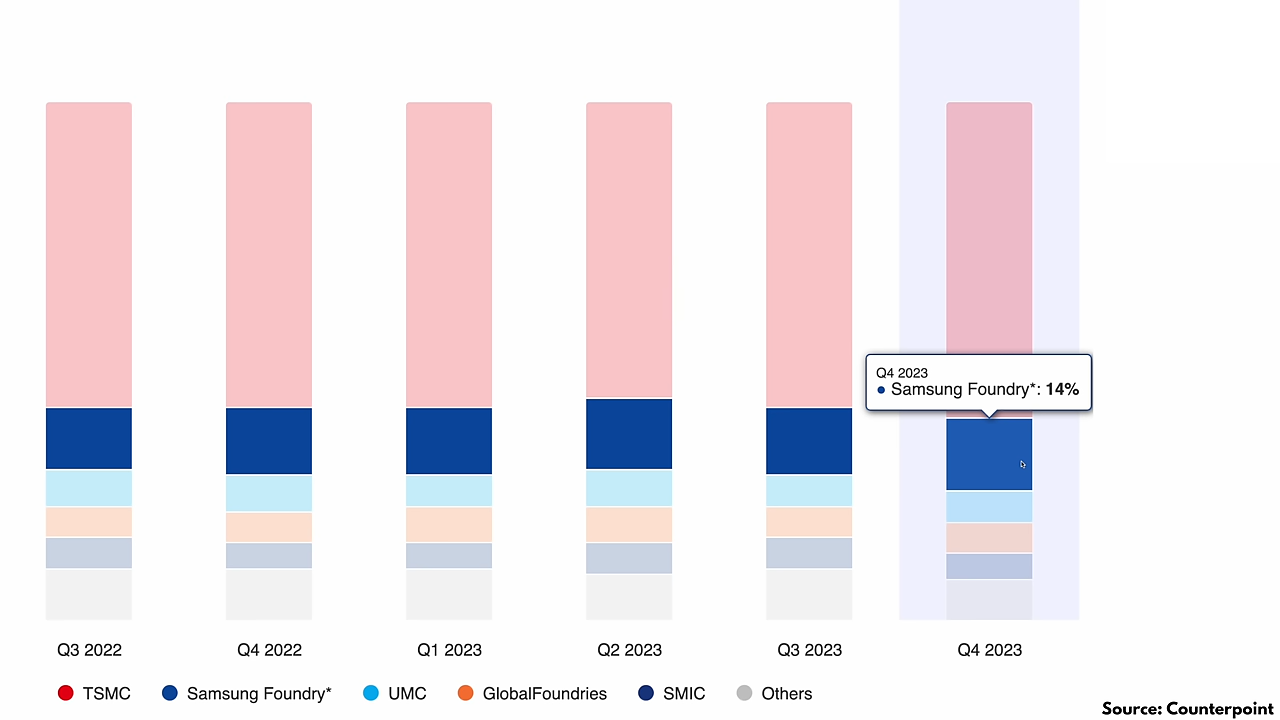 Q4 2023
Samsung Foundry*: 14%
Q3 2022 Q4 2022 Q1 2023 Q2 2023 Q3 2023 Q4 2023
TSMC Samsung Foundry* UMC GlobalFoundries SMIC Others
Source: Counterpoint